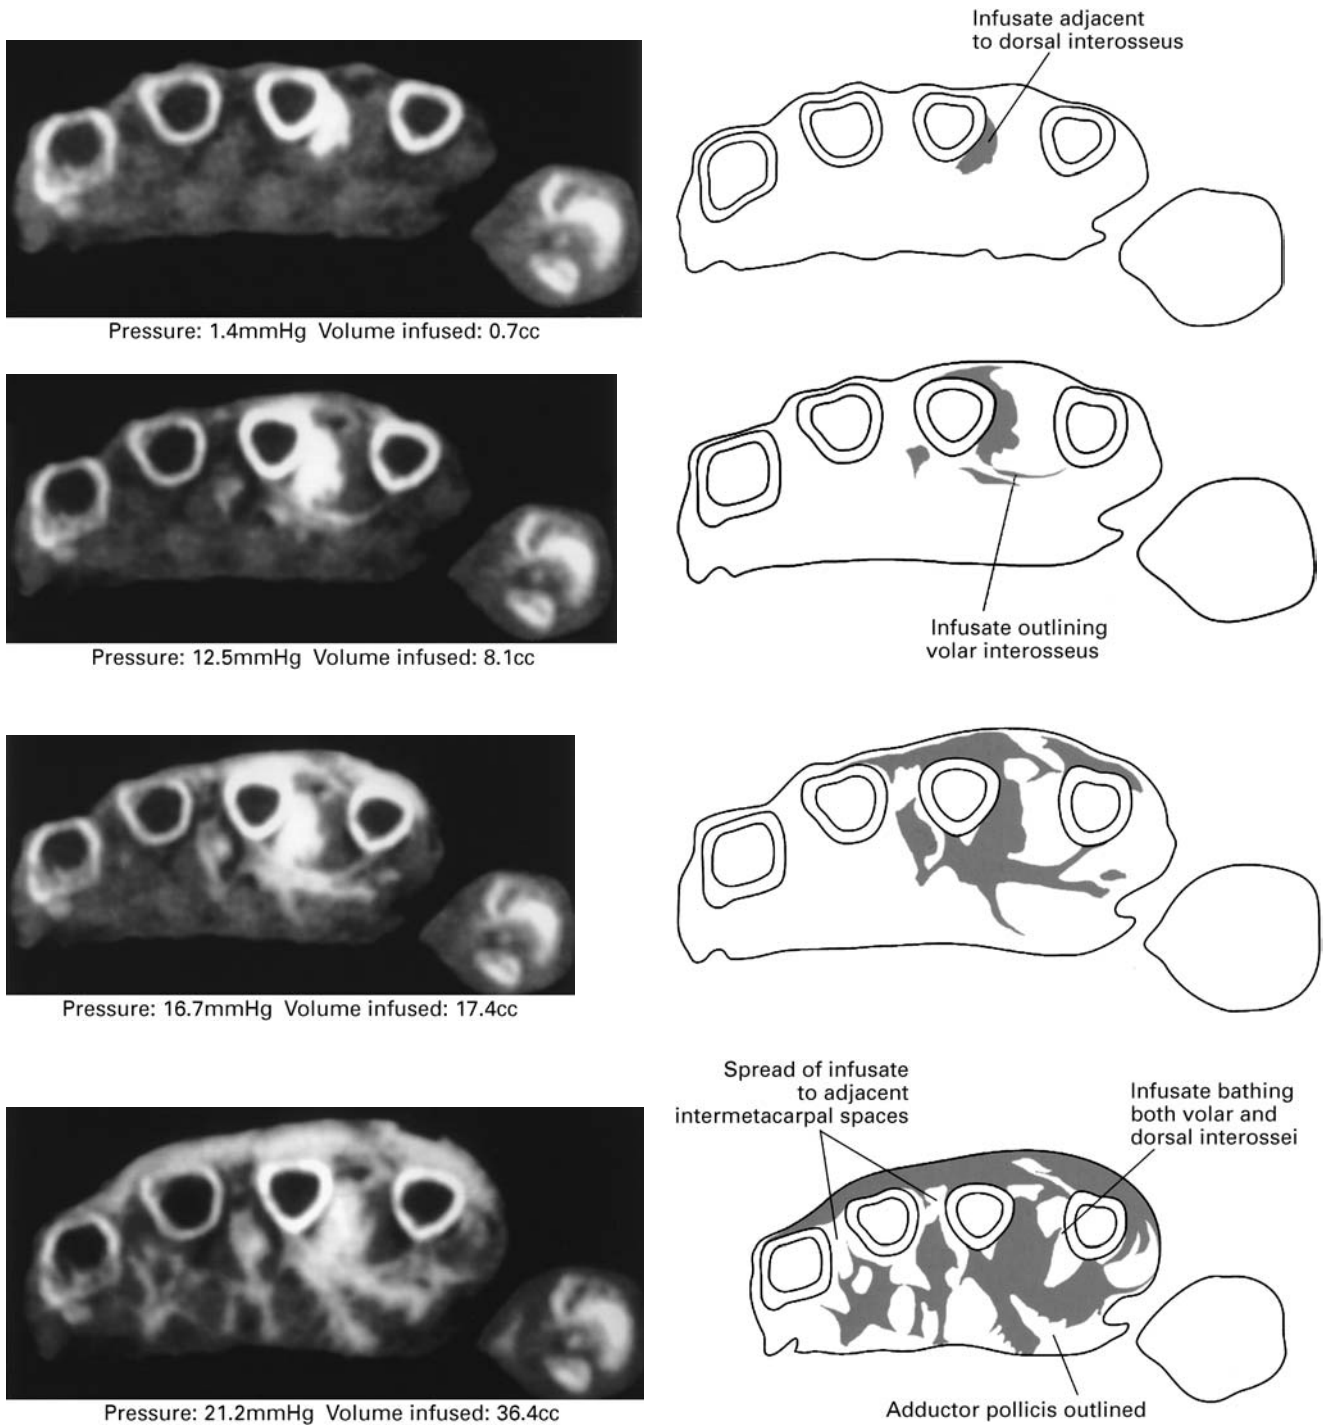 Infusate adjacent
to dorsal interosseus
Pressure: 1.4mmHg Volume infused: 0.7cc
Infusate outlining
volar interosseus
Pressure: 12.5mmHg Volume infused: 8.1cc
Pressure: 16.7mmHg Volume infused: 17.4cc
Spread of infusate
to adjacent
intermetacarpal spaces
Infusate bathing
both volar and
dorsal interossei
Adductor pollicis outlined
Pressure: 21.2mmHg Volume infused: 36.4cc